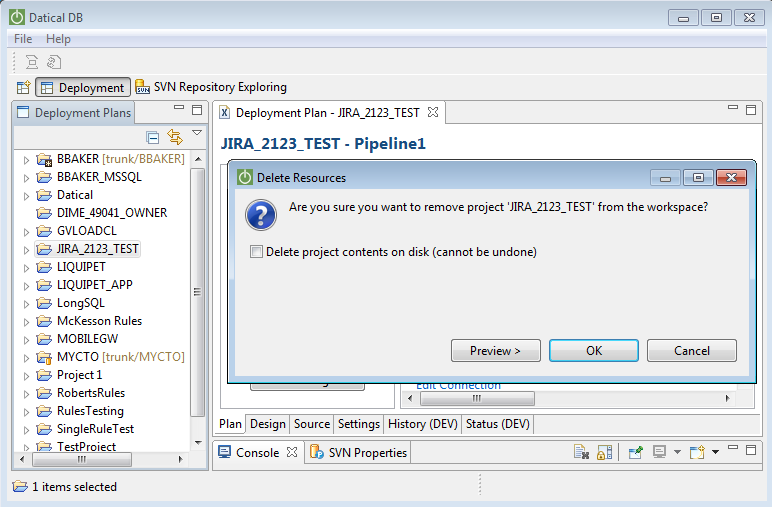 Datical DB
File Help
Deployment SVN Repository Exploring
Deployment Plans
BBAKER [trunk/BBAKER]
BBAKER_MSSQL
Datical
DIME_49041_OWNER
GVLOADCL
JIRA_2123_TEST
LIQUIPET
LIQUIPET_APP
LongSQL
McKesson Rules
MOBILEGW
MYCTO [trunk/MYCTO]
Project 1
RobertsRules
RulesTesting
SingleRuleTest
TestProject
Deployment Plan - JIRA_2123_TEST
JIRA_2123_TEST - Pipeline1
Delete Resources
Are you sure you want to remove project 'JIRA_2123_TEST' from the workspace?
Delete project contents on disk (cannot be undone)
Preview > OK Cancel
Edit Connection
Plan Design Source Settings History (DEV) Status (DEV)
Console SVN Properties
1 items selected